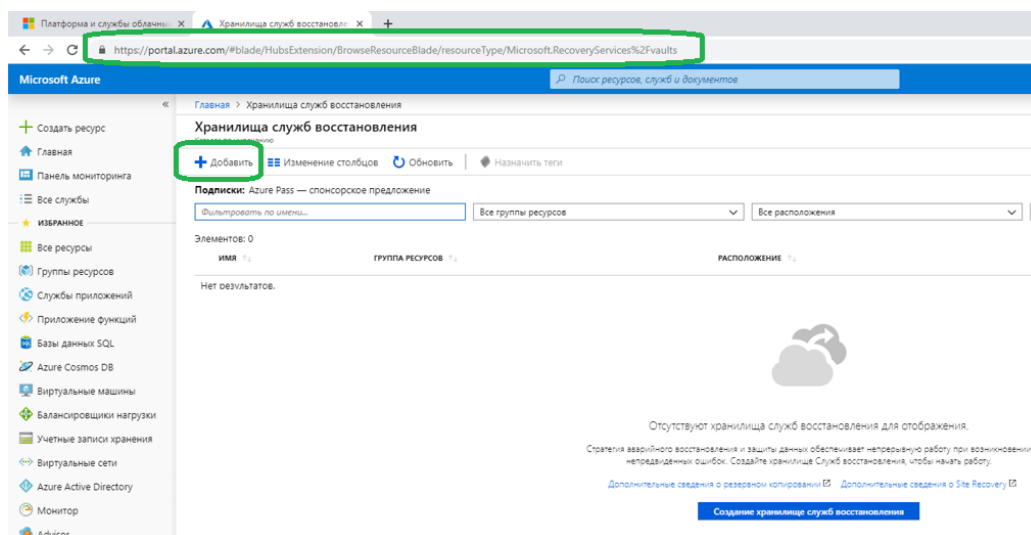 Платформа и службы облачны
Хранилища служб восстановле
https://portal.azure.com/#blade/HubsExtension/BrowseResourceBlade/resourceType/Microsoft.RecoveryServices%2Fvaults
Microsoft Azure
Поиск ресурсов, служб и документов
Главная > Хранилища служб восстановления
Хранилища служб восстановления
Добавить
Изменение столбцов
Обновить
Назначить теги
Подписки: Azure Pass — спонсорское предложение
Фильтровать по имени...
Все группы ресурсов
Все расположения
Элементов: 0
ИМЯ
ГРУППА РЕСУРСОВ
РАСПОЛОЖЕНИЕ
Нет результатов.
Создать ресурс
Главная
Панель мониторинга
Все службы
ИЗБРАННОЕ
Все ресурсы
Группы ресурсов
Службы приложений
Приложение функций
Базы данных SQL
Azure Cosmos DB
Виртуальные машины
Балансировщики нагрузки
Учетные записи хранения
Виртуальные сети
Azure Active Directory
Монитор
Advisor
Отсутствуют хранилища служб восстановления для отображения.
Стратегия аварийного восстановления и защиты данных обеспечивает непрерывную работу при возникновении
непредвиденных ошибок. Создайте хранилище Служб восстановления, чтобы начать работу.
Дополнительные сведения о резервном копировании
Дополнительные сведения о Site Recovery
Создание хранилище служб восстановления